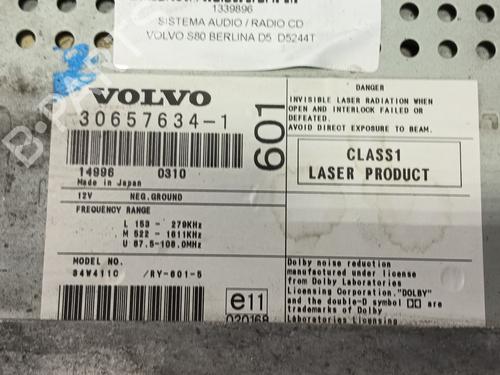 1339896
SISTEMA AUDIO / RADIO CD
VOLVO S80 BERLINA D5 D5244T
VOLVO
30657634-1
14996 0310
Made in Japan
601
12V NEG.GROUND
FREQUENCY RANGE
L 153 - 279KHz
M 522 - 1611KHz
U 87.5-108.0MHz
MODEL NO.
84W4110 /RY-601-5
e11
020168
DANGER
INVISIBLE LASER RADIATION WHEN
OPEN AND INTERLOCK FAILED OR
DEFEATED.
AVOID DIRECT EXPOSURE TO BEAM.
CLASS1
LASER PRODUCT
Dolby noise reduction
manufactured under license
from Dolby Laboratories
Licensing Corporation."DOLBY"
and the double-D symbol are
trademarks of Dolby
Laboratories Licensing